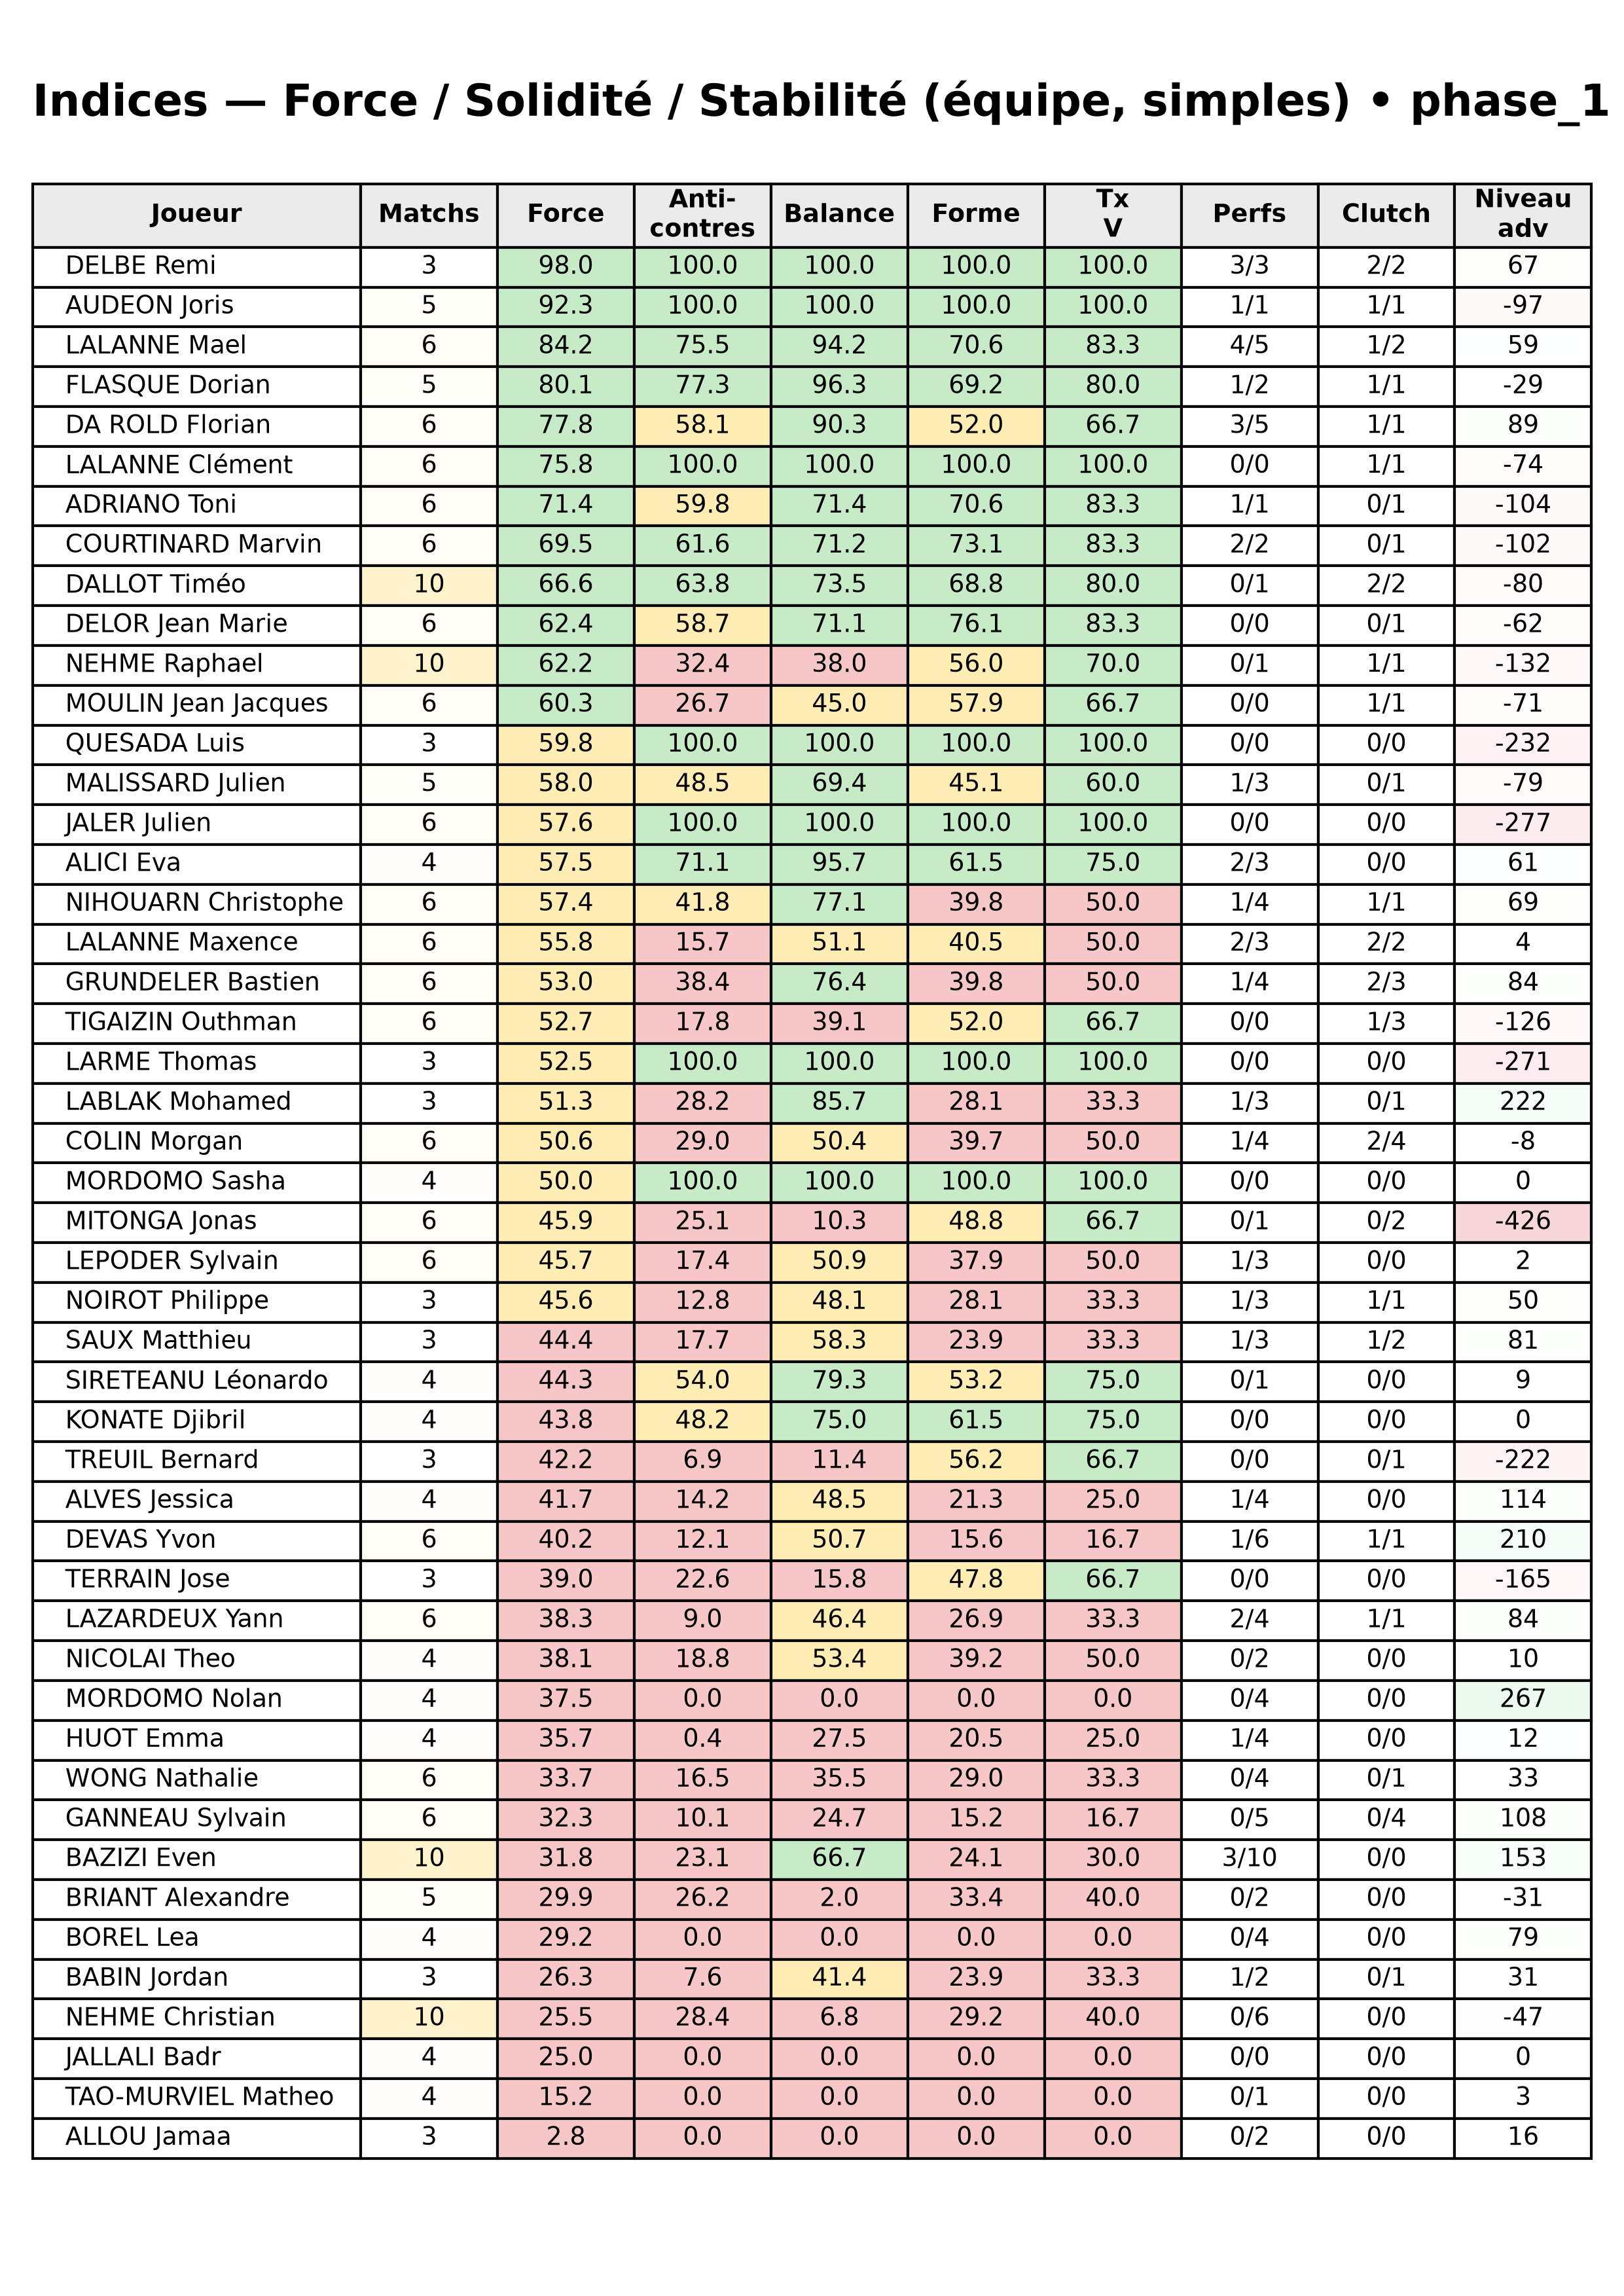 Indices — Force / Solidité / Stabilité (équipe, simples) • phase_1
Joueur Matchs Force Anti-contres Balance Forme Tx V Perfs Clutch Niveau adv
DELBE Remi 3 98.0 100.0 100.0 100.0 100.0 3/3 2/2 67
AUDEON Joris 5 92.3 100.0 100.0 100.0 100.0 1/1 1/1 -97
LALANNE Mael 6 84.2 75.5 94.2 70.6 83.3 4/5 1/2 59
FLASQUE Dorian 5 80.1 77.3 96.3 69.2 80.0 1/2 1/1 -29
DA ROLD Florian 6 77.8 58.1 90.3 52.0 66.7 3/5 1/1 89
LALANNE Clément 6 75.8 100.0 100.0 100.0 100.0 0/0 1/1 -74
ADRIANO Toni 6 71.4 59.8 71.4 70.6 83.3 1/1 0/1 -104
COURTINARD Marvin 6 69.5 61.6 71.2 73.1 83.3 2/2 0/1 -102
DALLOT Timéo 10 66.6 63.8 73.5 68.8 80.0 0/1 2/2 -80
DELOR Jean Marie 6 62.4 58.7 71.1 76.1 83.3 0/0 0/1 -62
NEHME Raphael 10 62.2 32.4 38.0 56.0 70.0 0/1 1/1 -132
MOULIN Jean Jacques 6 60.3 26.7 45.0 57.9 66.7 0/0 1/1 -71
QUESADA Luis 3 59.8 100.0 100.0 100.0 100.0 0/0 0/0 -232
MALISSARD Julien 5 58.0 48.5 69.4 45.1 60.0 1/3 0/1 -79
JALER Julien 6 57.6 100.0 100.0 100.0 100.0 0/0 0/0 -277
ALICI Eva 4 57.5 71.1 95.7 61.5 75.0 2/3 0/0 61
NIHOUARN Christophe 6 57.4 41.8 77.1 39.8 50.0 1/4 1/1 69
LALANNE Maxence 6 55.8 15.7 51.1 40.5 50.0 2/3 2/2 4
GRUNDELER Bastien 6 53.0 38.4 76.4 39.8 50.0 1/4 2/3 84
TIGAIZIN Outhman 6 52.7 17.8 39.1 52.0 66.7 0/0 1/3 -126
LARME Thomas 3 52.5 100.0 100.0 100.0 100.0 0/0 0/0 -271
LABLAK Mohamed 3 51.3 28.2 85.7 28.1 33.3 1/3 0/1 222
COLIN Morgan 6 50.6 29.0 50.4 39.7 50.0 1/4 2/4 -8
MORDOMO Sasha 4 50.0 100.0 100.0 100.0 100.0 0/0 0/0 0
MITONGA Jonas 6 45.9 25.1 10.3 48.8 66.7 0/1 0/2 -426
LEPODER Sylvain 6 45.7 17.4 50.9 37.9 50.0 1/3 0/0 2
NOIROT Philippe 3 45.6 12.8 48.1 28.1 33.3 1/3 1/1 50
SAUX Matthieu 3 44.4 17.7 58.3 23.9 33.3 1/3 1/2 81
SIRETEANU Léonardo 4 44.3 54.0 79.3 53.2 75.0 0/1 0/0 9
KONATE Djibril 4 43.8 48.2 75.0 61.5 75.0 0/0 0/0 0
TREUIL Bernard 3 42.2 6.9 11.4 56.2 66.7 0/0 0/1 -222
ALVES Jessica 4 41.7 14.2 48.5 21.3 25.0 1/4 0/0 114
DEVAS Yvon 6 40.2 12.1 50.7 15.6 16.7 1/6 1/1 210
TERRAIN Jose 3 39.0 22.6 15.8 47.8 66.7 0/0 0/0 -165
LAZARDEUX Yann 6 38.3 9.0 46.4 26.9 33.3 2/4 1/1 84
NICOLAI Theo 4 38.1 18.8 53.4 39.2 50.0 0/2 0/0 10
MORDOMO Nolan 4 37.5 0.0 0.0 0.0 0.0 0/4 0/0 267
HUOT Emma 4 35.7 0.4 27.5 20.5 25.0 1/4 0/0 12
WONG Nathalie 6 33.7 16.5 35.5 29.0 33.3 0/4 0/1 33
GANNEAU Sylvain 6 32.3 10.1 24.7 15.2 16.7 0/5 0/4 108
BAZIZI Even 10 31.8 23.1 66.7 24.1 30.0 3/10 0/0 153
BRIANT Alexandre 5 29.9 26.2 2.0 33.4 40.0 0/2 0/0 -31
BOREL Lea 4 29.2 0.0 0.0 0.0 0.0 0/4 0/0 79
BABIN Jordan 3 26.3 7.6 41.4 23.9 33.3 1/2 0/1 31
NEHME Christian 10 25.5 28.4 6.8 29.2 40.0 0/6 0/0 -47
JALLALI Badr 4 25.0 0.0 0.0 0.0 0.0 0/0 0/0 0
TAO-MURVIEL Matheo 4 15.2 0.0 0.0 0.0 0.0 0/1 0/0 3
ALLOU Jamaa 3 2.8 0.0 0.0 0.0 0.0 0/2 0/0 16